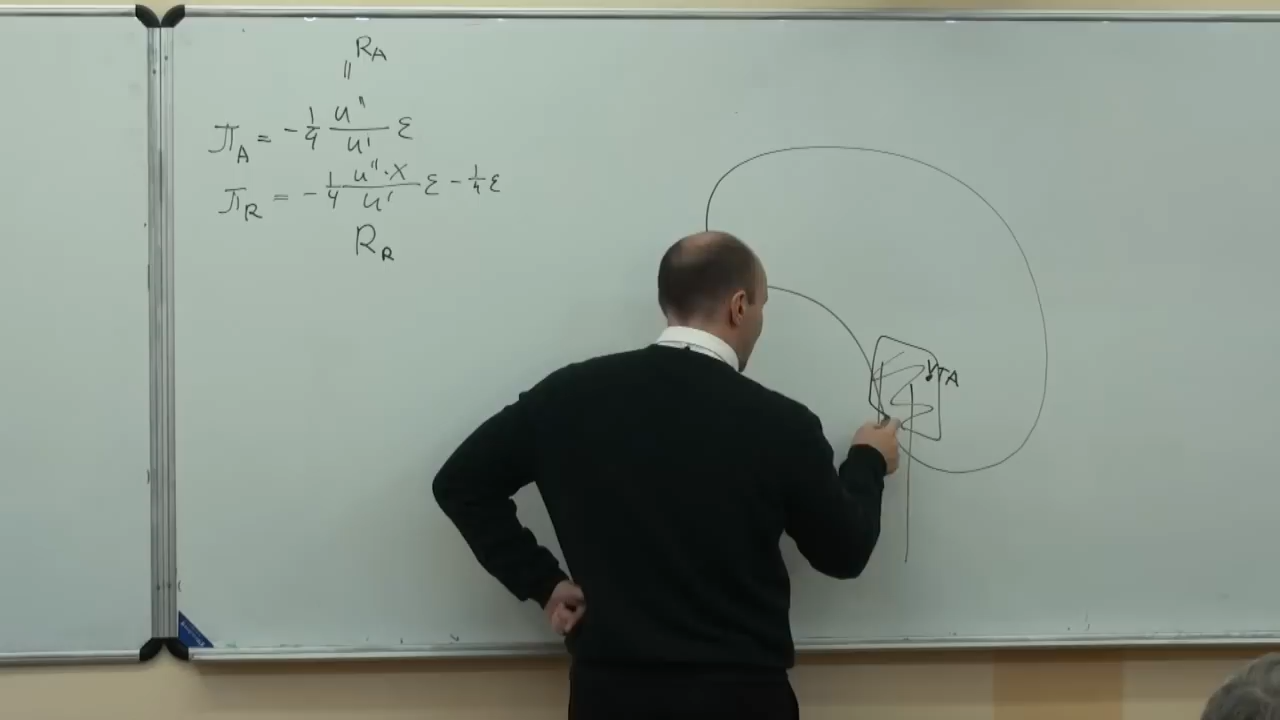 R_A
"
π_A = - 1/4 u''/u' ε
π_R = - 1/4 u''·x/u' ε - 1/4 ε
R_R
VTA